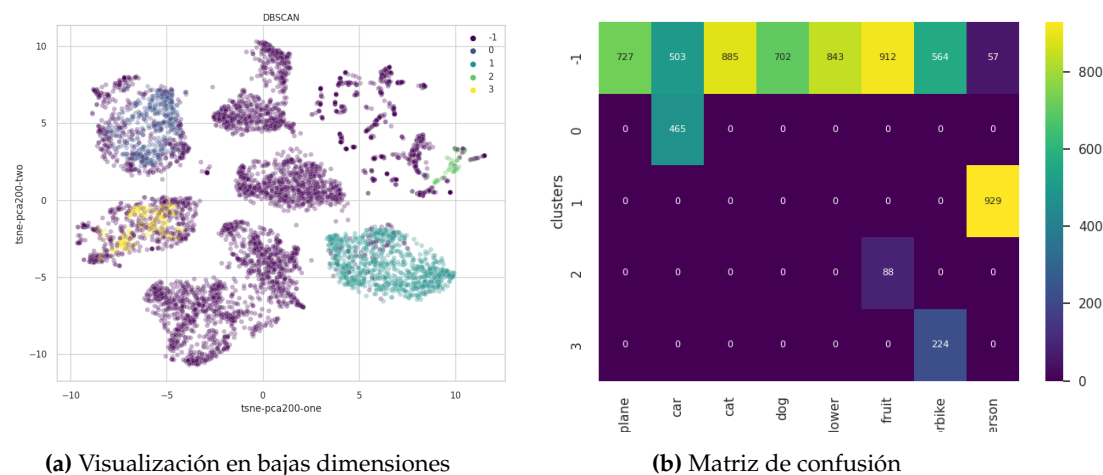 DBSCAN
-1
0
1
2
3
10
5
0
−5
−10
tsne-pca200-two
−10 −5 0 5 10
tsne-pca200-one
(a) Visualización en bajas dimensiones
-1 727 503 885 702 843 912 564 57
0 0 465 0 0 0 0 0 0
1 0 0 0 0 0 0 0 929
2 0 0 0 0 0 88 0 0
3 0 0 0 0 0 0 224 0
clusters
plane car cat dog lower fruit orbike erson
800
600
400
200
0
(b) Matriz de confusión